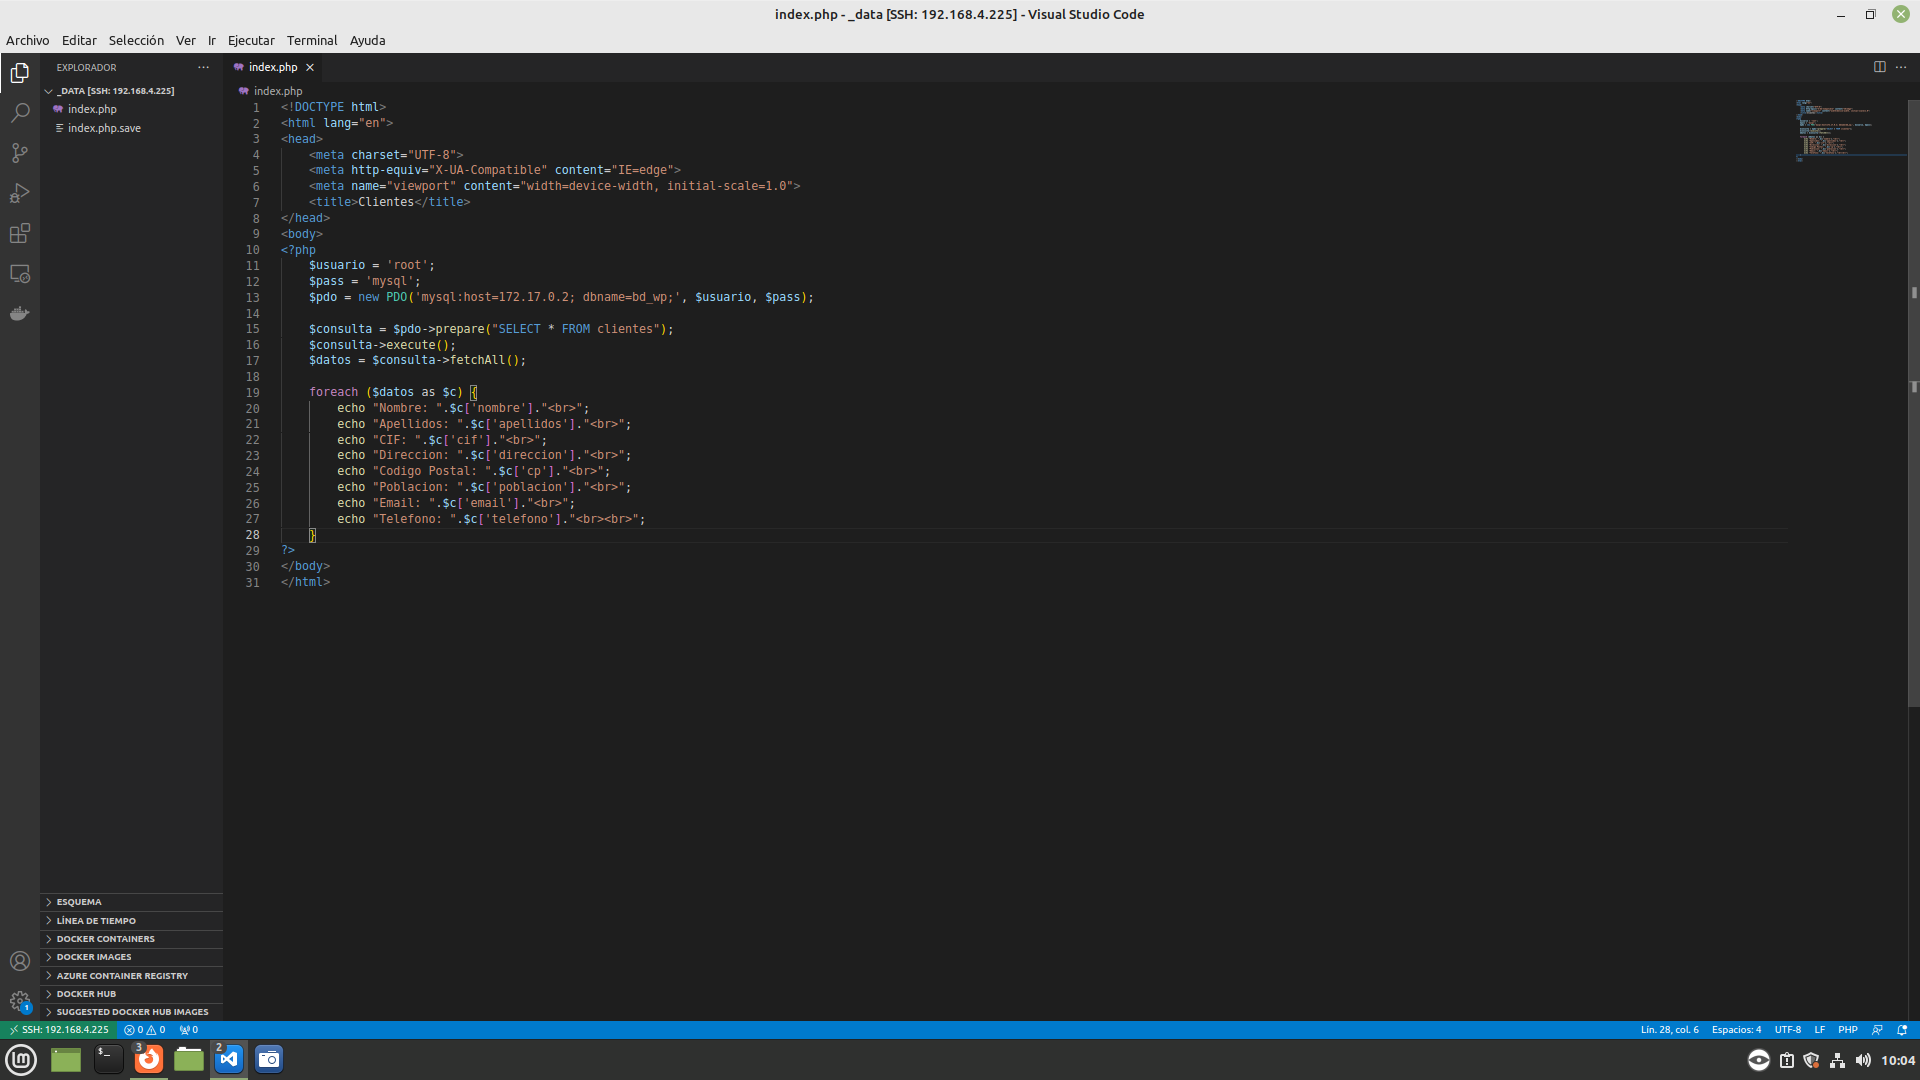 index.php - _data [SSH: 192.168.4.225] - Visual Studio Code
Archivo Editar Selección Ver Ir Ejecutar Terminal Ayuda
EXPLORADOR
_DATA [SSH: 192.168.4.225]
index.php
index.php.save
index.php
index.php
1 <!DOCTYPE html>
2 <html lang="en">
3 <head>
4     <meta charset="UTF-8">
5     <meta http-equiv="X-UA-Compatible" content="IE=edge">
6     <meta name="viewport" content="width=device-width, initial-scale=1.0">
7     <title>Clientes</title>
8 </head>
9 <body>
10 <?php
11     $usuario = 'root';
12     $pass = 'mysql';
13     $pdo = new PDO('mysql:host=172.17.0.2; dbname=bd_wp;', $usuario, $pass);
14
15     $consulta = $pdo->prepare("SELECT * FROM clientes");
16     $consulta->execute();
17     $datos = $consulta->fetchAll();
18
19     foreach ($datos as $c) {
20         echo "Nombre: ".$c['nombre']."<br>";
21         echo "Apellidos: ".$c['apellidos']."<br>";
22         echo "CIF: ".$c['cif']."<br>";
23         echo "Direccion: ".$c['direccion']."<br>";
24         echo "Codigo Postal: ".$c['cp']."<br>";
25         echo "Poblacion: ".$c['poblacion']."<br>";
26         echo "Email: ".$c['email']."<br>";
27         echo "Telefono: ".$c['telefono']."<br><br>";
28     }
29 ?>
30 </body>
31 </html>
ESQUEMA
LÍNEA DE TIEMPO
DOCKER CONTAINERS
DOCKER IMAGES
AZURE CONTAINER REGISTRY
DOCKER HUB
SUGGESTED DOCKER HUB IMAGES
1
SSH: 192.168.4.225 0 0 0
Lín. 28, col. 6 Espacios: 4 UTF-8 LF PHP
3 2
10:04